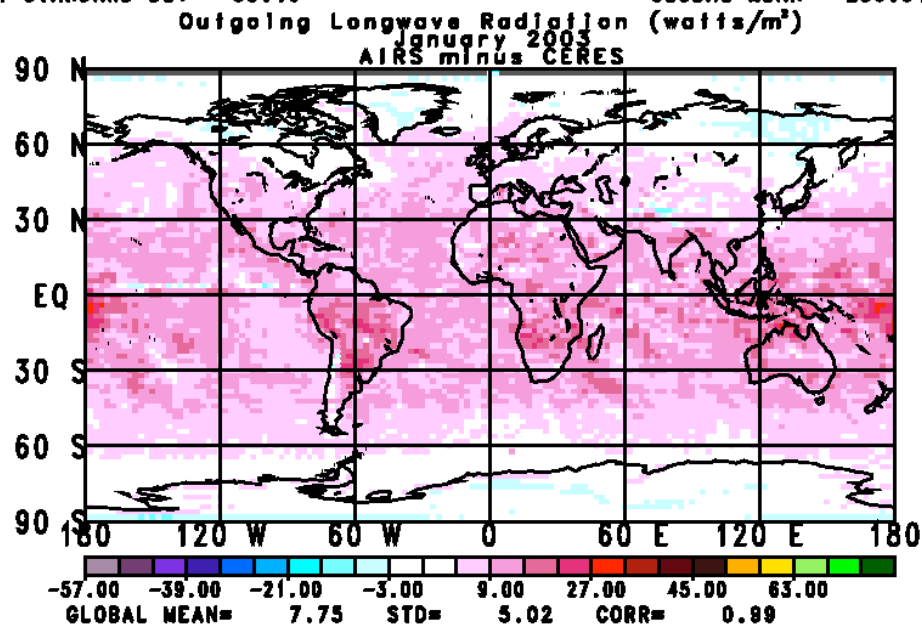 Outgoing Longwave Radiation (watts/m²)
January 2003
AIRS minus CERES
90 N
60 N
30 N
EQ
30 S
60 S
90 S
180 120 W 60 W 0 60 E 120 E 180
-57.00 -39.00 -21.00 -3.00 9.00 27.00 45.00 63.00
GLOBAL MEAN= 7.75 STD= 5.02 CORR= 0.99